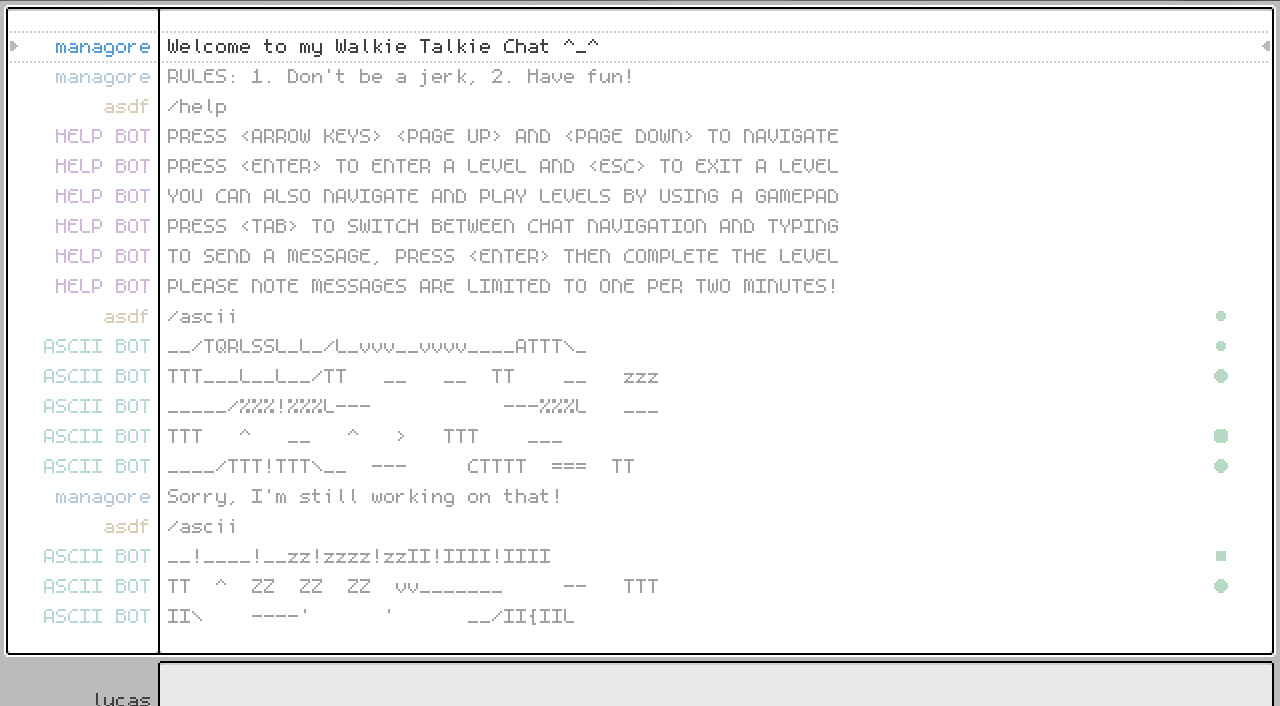 managore Welcome to my Walkie Talkie Chat ^_^
managore RULES: 1. Don't be a jerk, 2. Have fun!
asdf /help
HELP BOT PRESS <ARROW KEYS> <PAGE UP> AND <PAGE DOWN> TO NAVIGATE
HELP BOT PRESS <ENTER> TO ENTER A LEVEL AND <ESC> TO EXIT A LEVEL
HELP BOT YOU CAN ALSO NAVIGATE AND PLAY LEVELS BY USING A GAMEPAD
HELP BOT PRESS <TAB> TO SWITCH BETWEEN CHAT NAVIGATION AND TYPING
HELP BOT TO SEND A MESSAGE, PRESS <ENTER> THEN COMPLETE THE LEVEL
HELP BOT PLEASE NOTE MESSAGES ARE LIMITED TO ONE PER TWO MINUTES!
asdf /ascii
ASCII BOT __/TQRLSSL_L_/L_vvv__vvvv____ATTT\_
ASCII BOT TTT___L__L__/TT   __   __  TT    __   zzz
ASCII BOT _____/%%%!%%%L---           ---%%%L   ___
ASCII BOT TTT   ^   __   ^   >   TTT    ___
ASCII BOT ____/TTT!TTT\__  ---     CTTTT  ===  TT
managore Sorry, I'm still working on that!
asdf /ascii
ASCII BOT __!____!__zz!zzzz!zzII!IIII!IIII
ASCII BOT TT  ^  ZZ  ZZ  ZZ  vv_______     --   TTT
ASCII BOT II\    ----'      '      __/II{IIL
lucas